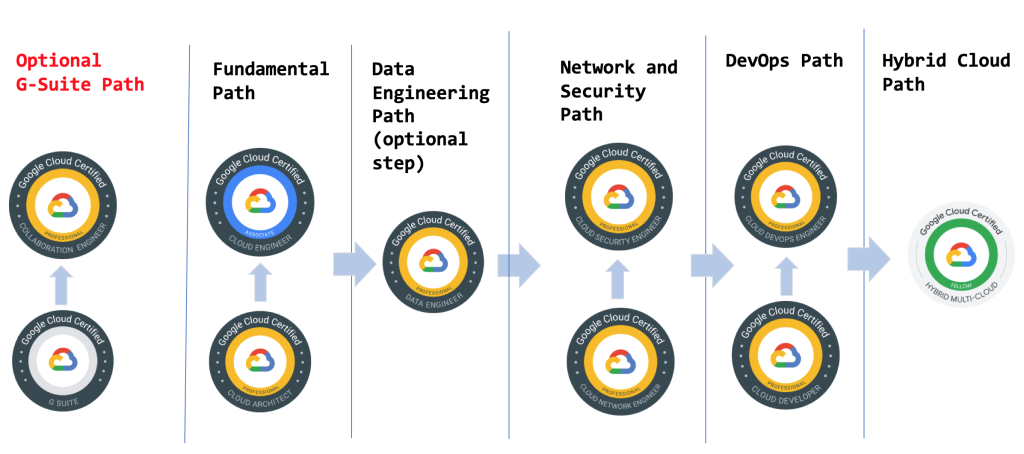 Optional
G-Suite Path
Google Cloud Certified
PROFESSIONAL
COLLABORATION ENGINEER
Google Cloud Certified
G SUITE
Fundamental
Path
Google Cloud Certified
ASSOCIATE
CLOUD ENGINEER
Google Cloud Certified
PROFESSIONAL
CLOUD ARCHITECT
Data
Engineering
Path
(optional
step)
Google Cloud Certified
PROFESSIONAL
DATA ENGINEER
Network and
Security
Path
Google Cloud Certified
PROFESSIONAL
CLOUD SECURITY ENGINEER
Google Cloud Certified
PROFESSIONAL
CLOUD NETWORK ENGINEER
DevOps Path
Google Cloud Certified
PROFESSIONAL
CLOUD DEVOPS ENGINEER
Google Cloud Certified
PROFESSIONAL
CLOUD DEVELOPER
Hybrid Cloud
Path
Google Cloud Certified
FELLOW
HYBRID MULTI-CLOUD